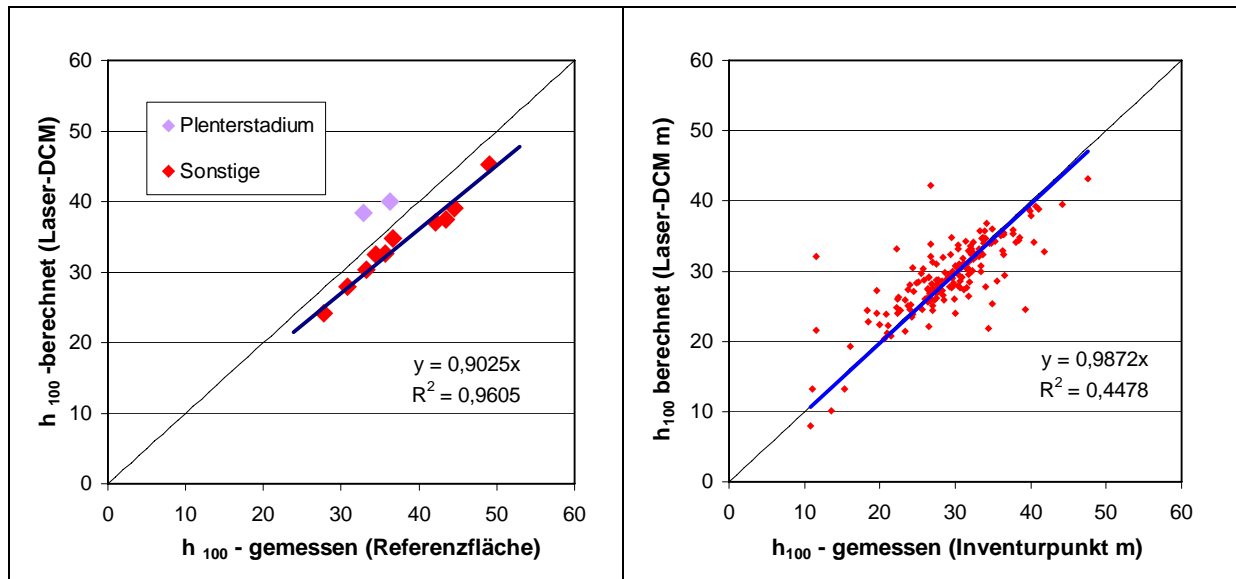 60
50
40
30
20
10
0
h 100 -berechnet (Laser-DCM)
Plenterstadium
Sonstige
y = 0,9025x
R2 = 0,9605
0 10 20 30 40 50 60
h 100 - gemessen (Referenzfläche)
60
50
40
30
20
10
0
h100 berechnet (Laser-DCM m)
y = 0,9872x
R2 = 0,4478
0 10 20 30 40 50 60
h100 - gemessen (Inventurpunkt m)